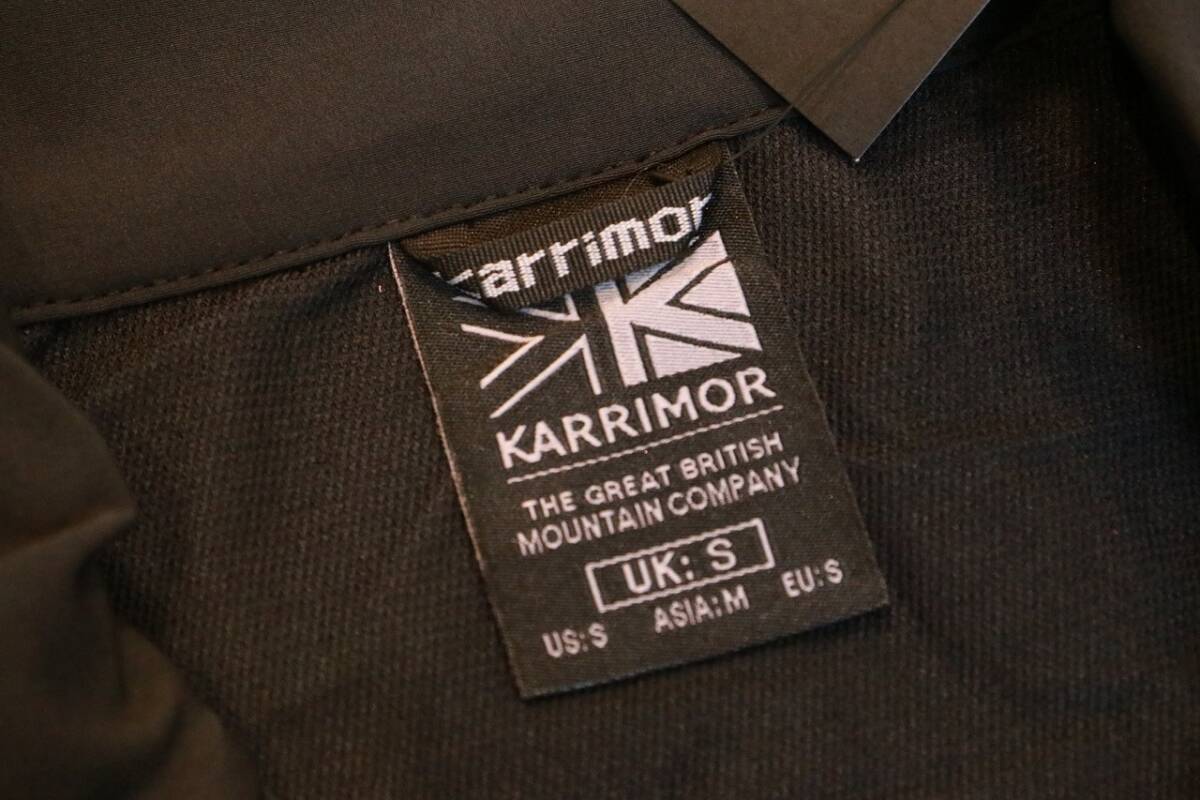 karrimor
KARRIMOR
THE GREAT BRITISH
MOUNTAIN COMPANY
UK: S
US: S ASIA: M EU: S